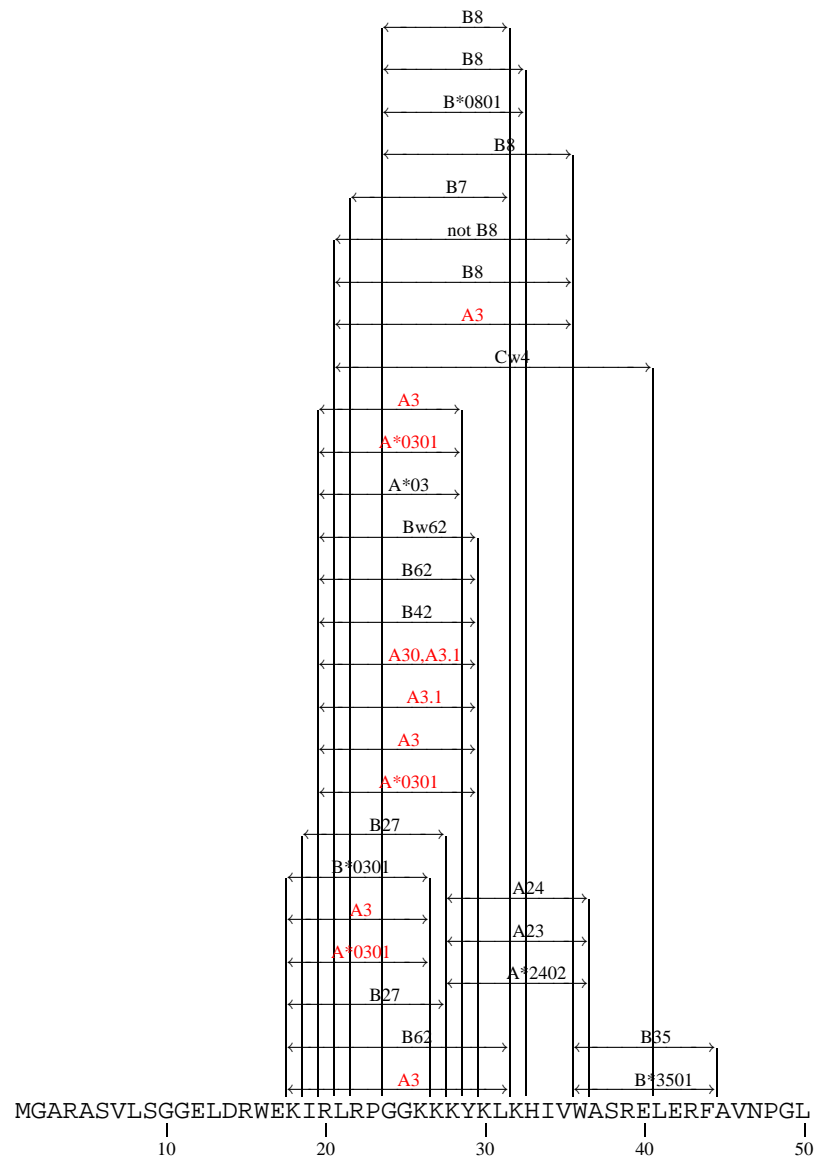 B8
B8
B*0801
B8
B7
not B8
B8
A3
Cw4
A3
A*0301
A*03
Bw62
B62
B42
A30,A3.1
A3.1
A3
A*0301
B27
B*0301
A24
A3
A23
A*0301
A*2402
B27
B62 B35
A3 B*3501
MGARASVLSGGELDRWEKIRLRPGGKKKYKLKHIVWASRELERFAVNPGL
10 20 30 40 50